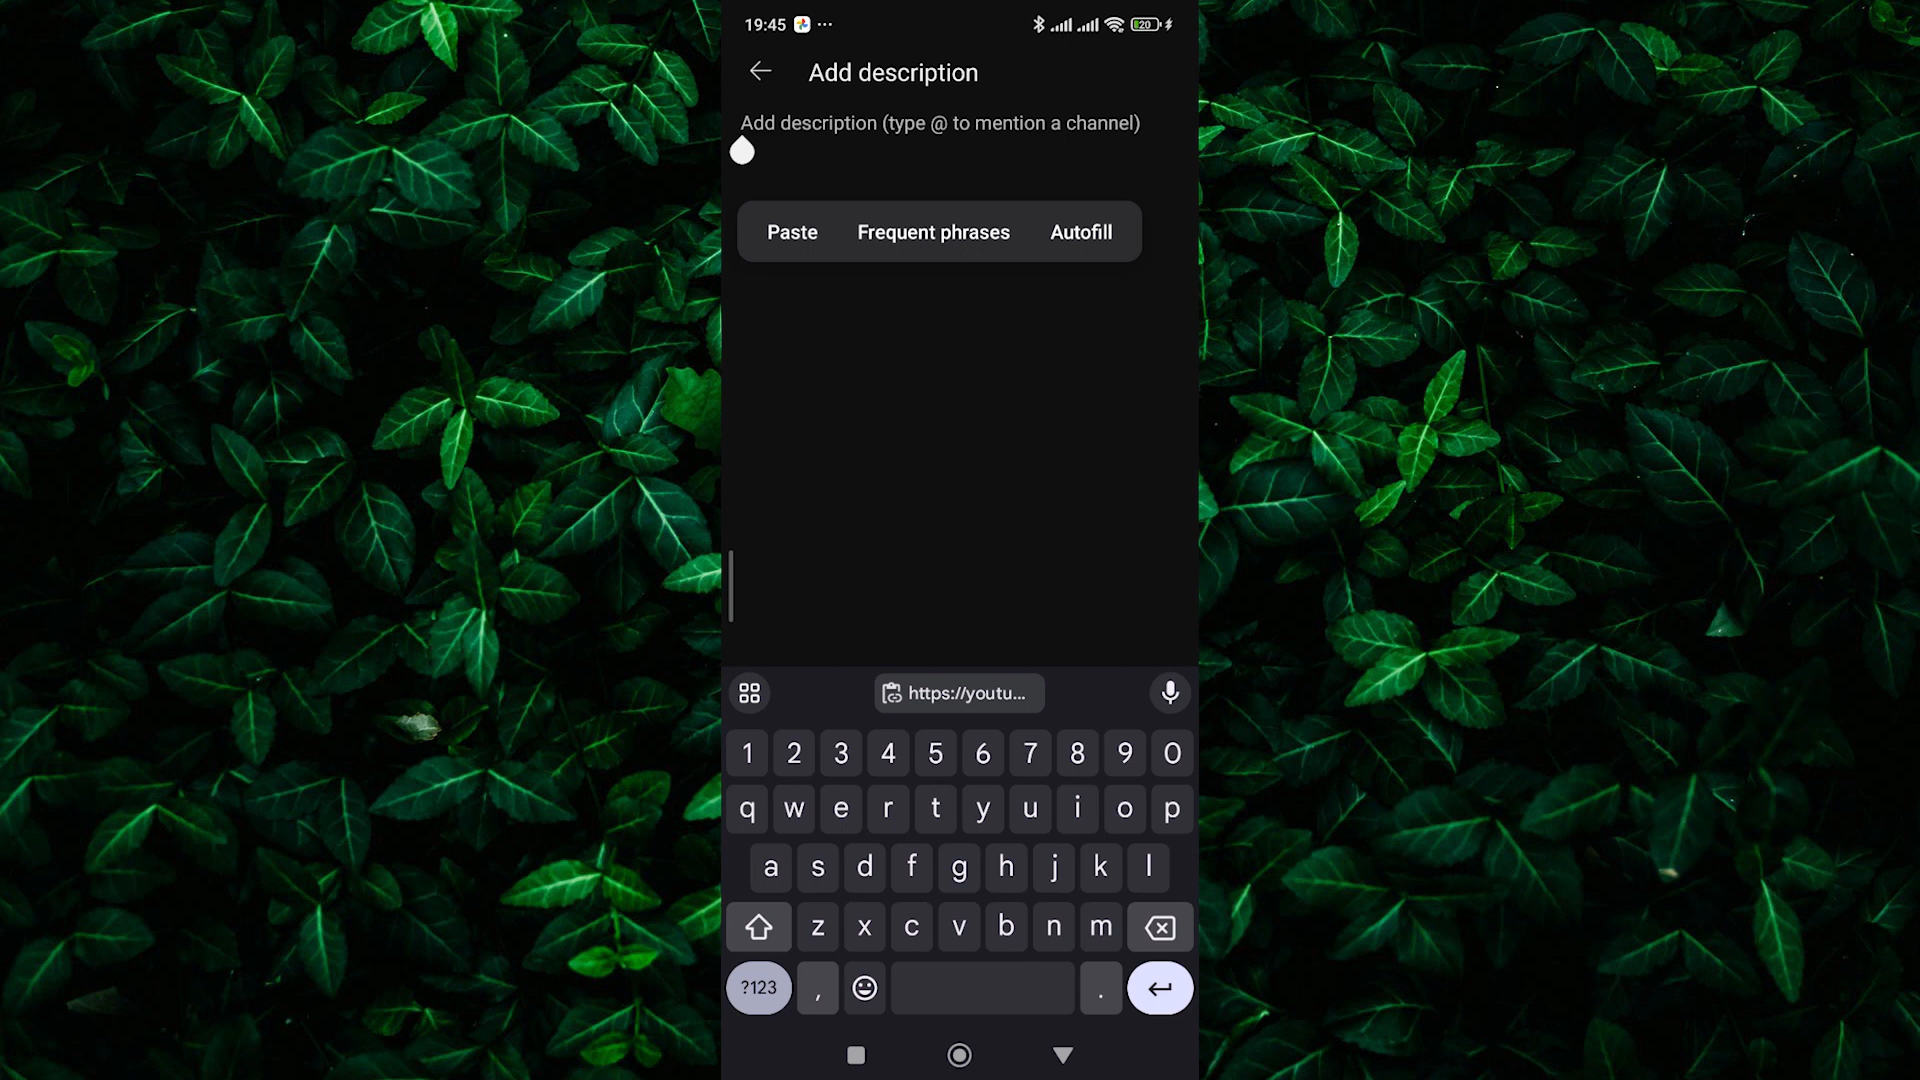 19:45 ... 20
Add description
Add description (type @ to mention a channel)
Paste Frequent phrases Autofill
https://youtu...
1 2 3 4 5 6 7 8 9 0
q w e r t y u i o p
a s d f g h j k l
z x c v b n m
?123 , .